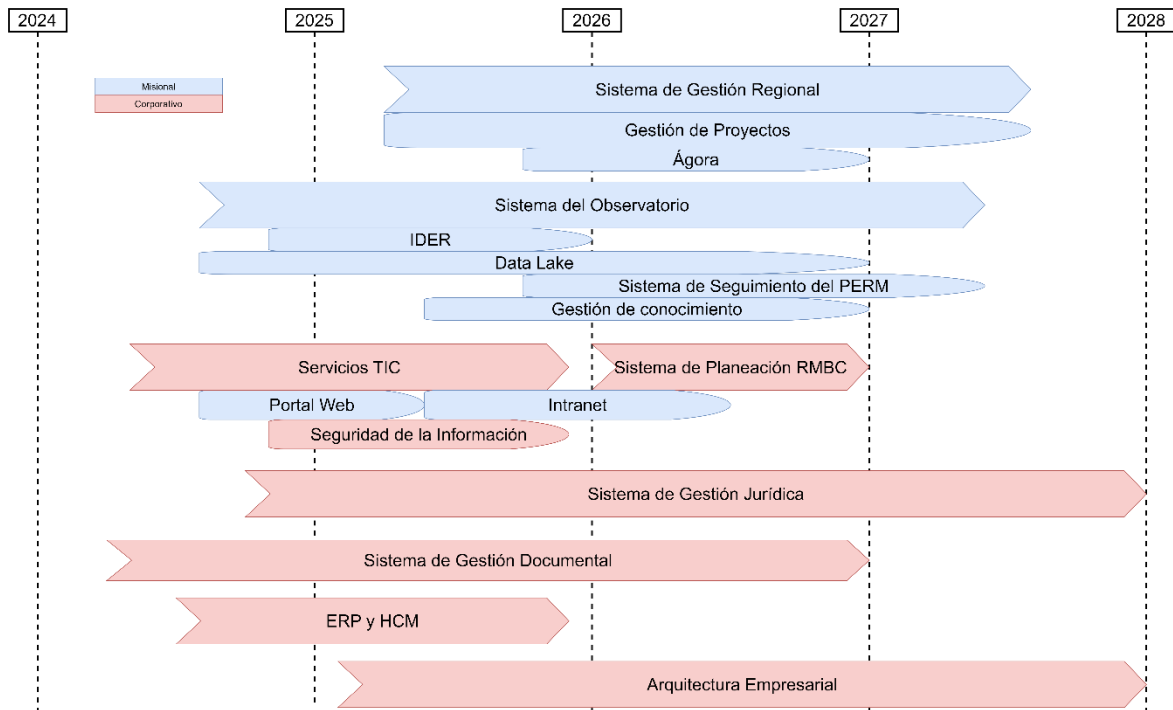 2024
2025
2026
2027
2028
Misional
Corporativo
Sistema de Gestión Regional
Gestión de Proyectos
Ágora
Sistema del Observatorio
IDER
Data Lake
Sistema de Seguimiento del PERM
Gestión de conocimiento
Servicios TIC
Sistema de Planeación RMBC
Portal Web
Intranet
Seguridad de la Información
Sistema de Gestión Jurídica
Sistema de Gestión Documental
ERP y HCM
Arquitectura Empresarial